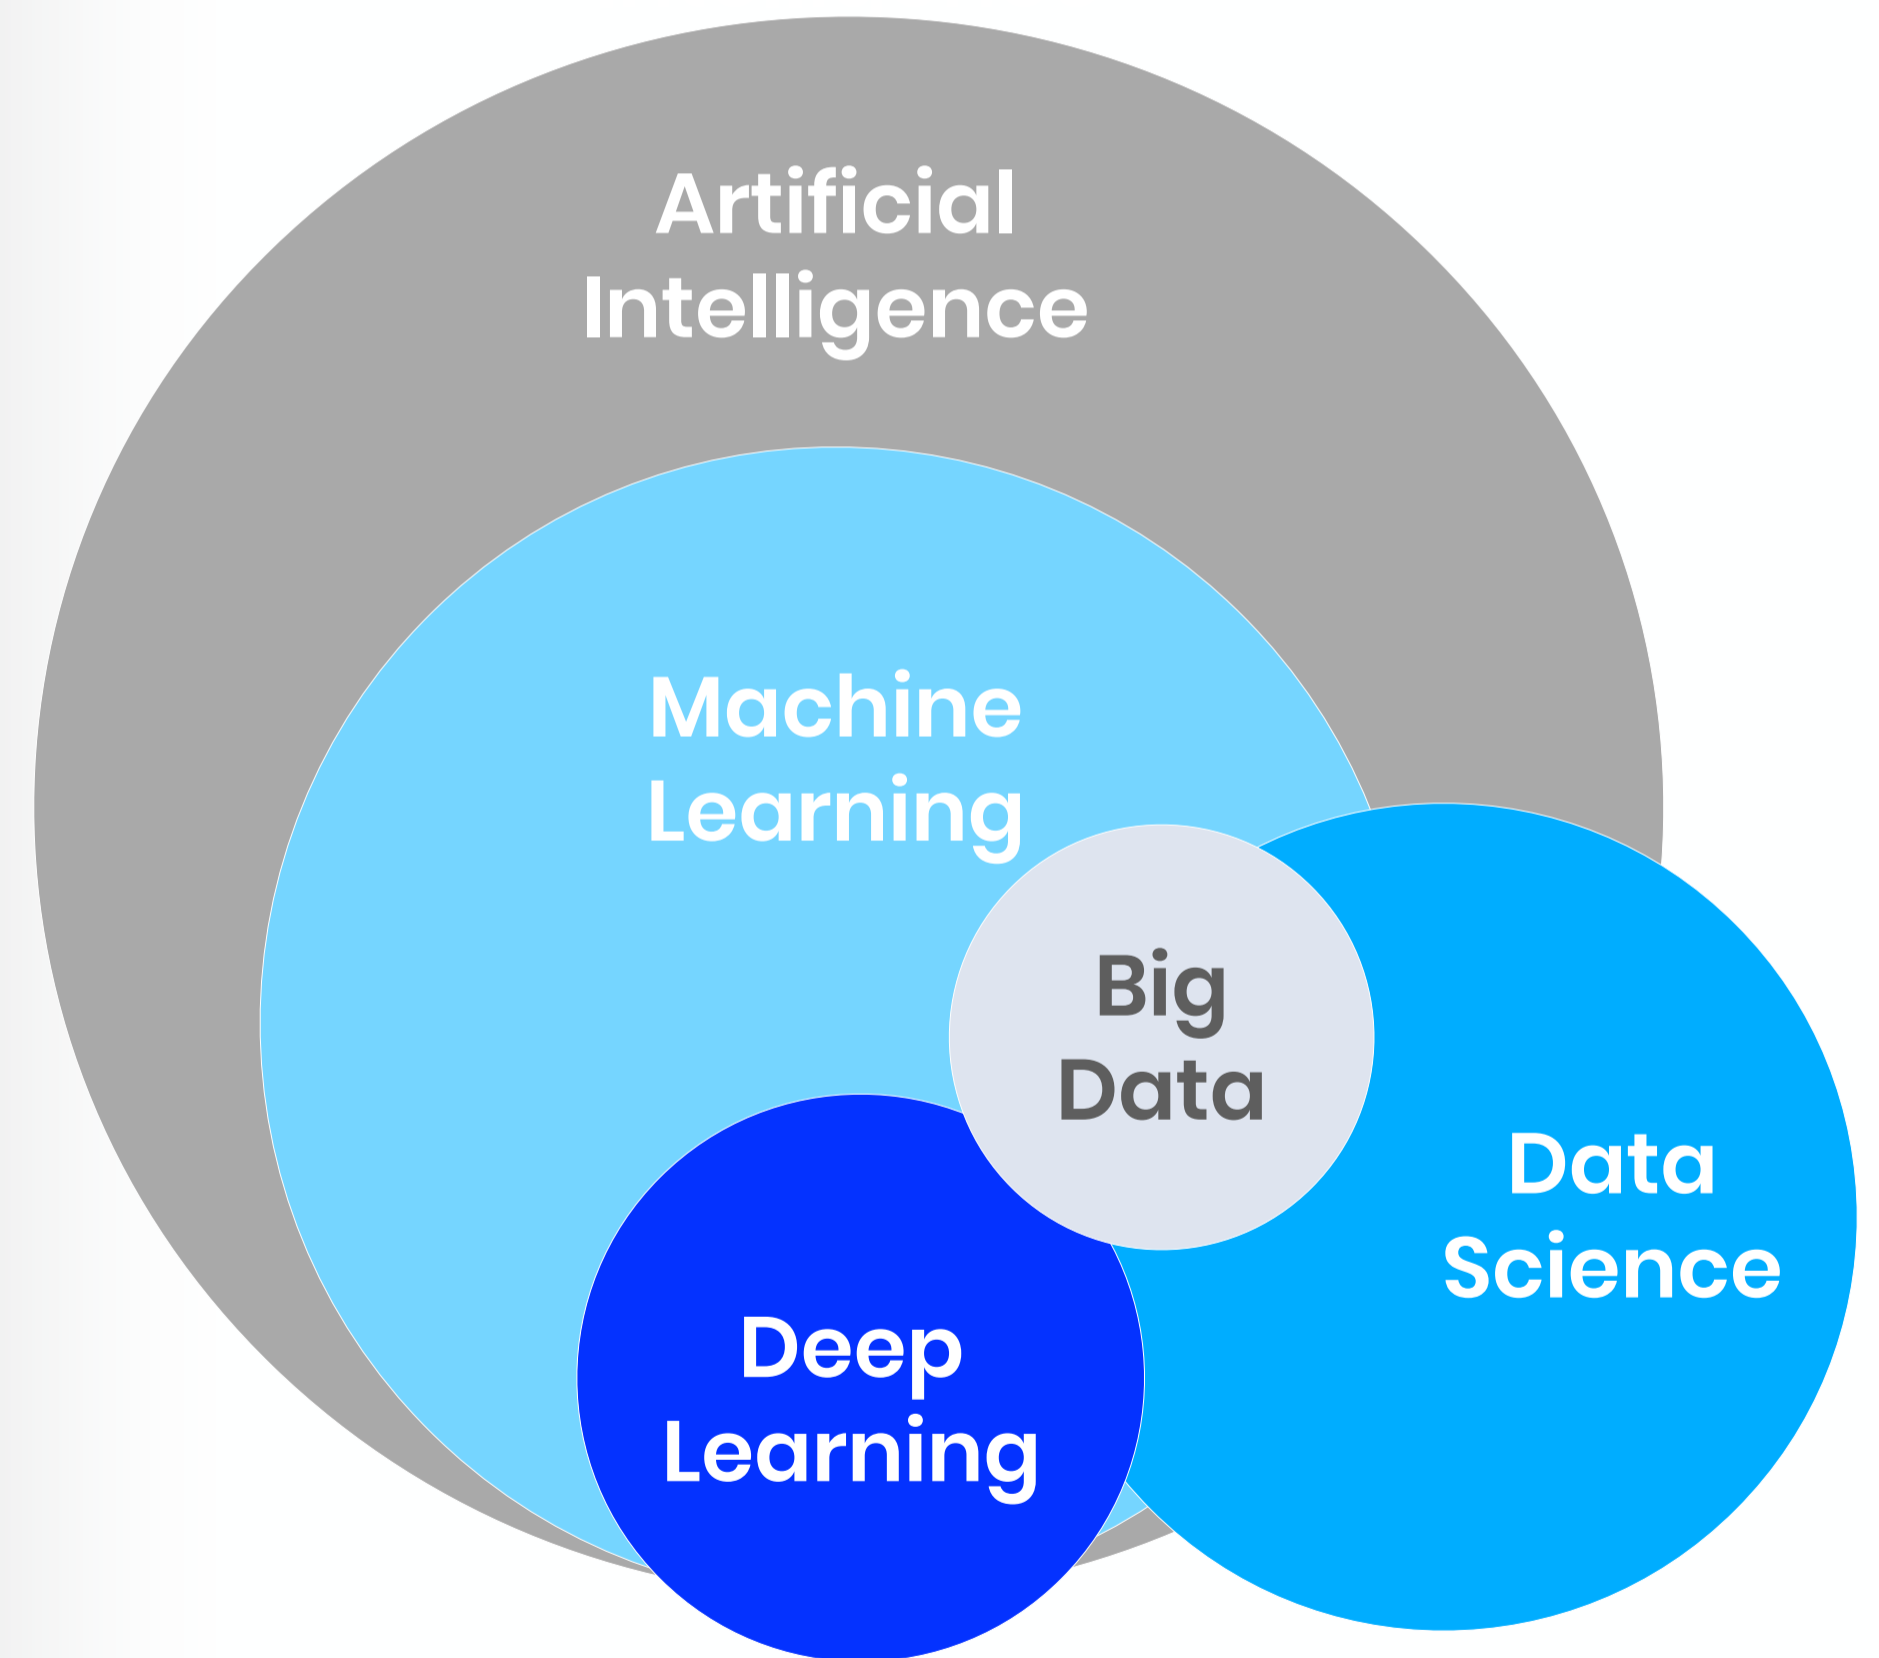 Artificial
Intelligence
Machine
Learning
Big
Data
Data
Science
Deep
Learning